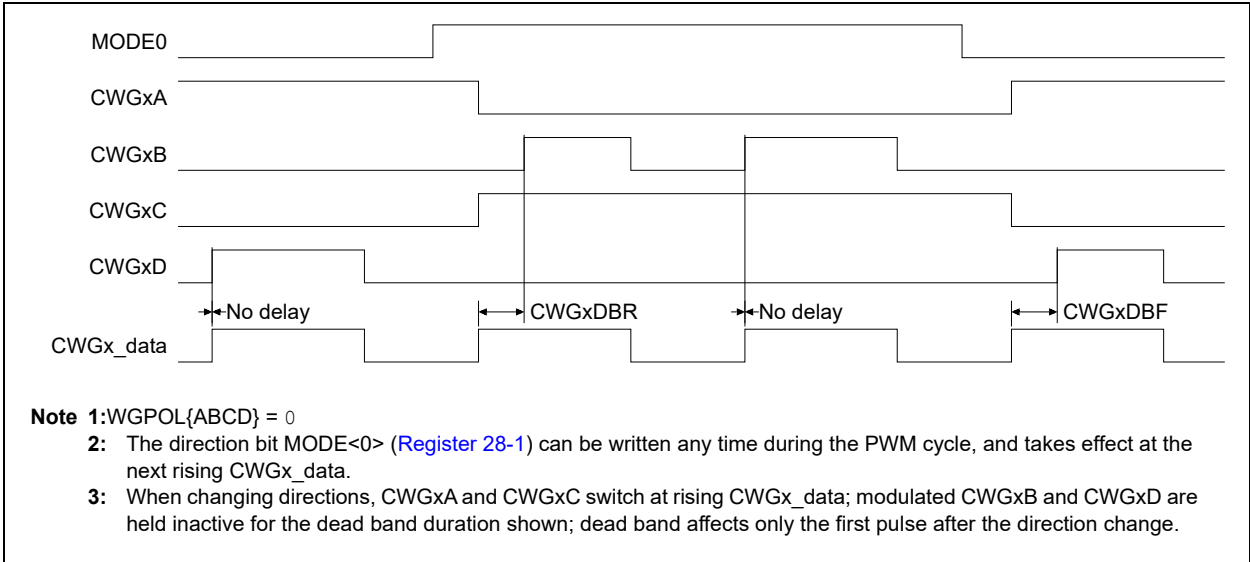 MODE0
CWGxA
CWGxB
CWGxC
CWGxD
No delay CWGxDBR No delay CWGxDBF
CWGx_data
Note 1:WGPOL{ABCD} = 0
2: The direction bit MODE<0> (Register 28-1) can be written any time during the PWM cycle, and takes effect at the
next rising CWGx_data.
3: When changing directions, CWGxA and CWGxC switch at rising CWGx_data; modulated CWGxB and CWGxD are
held inactive for the dead band duration shown; dead band affects only the first pulse after the direction change.